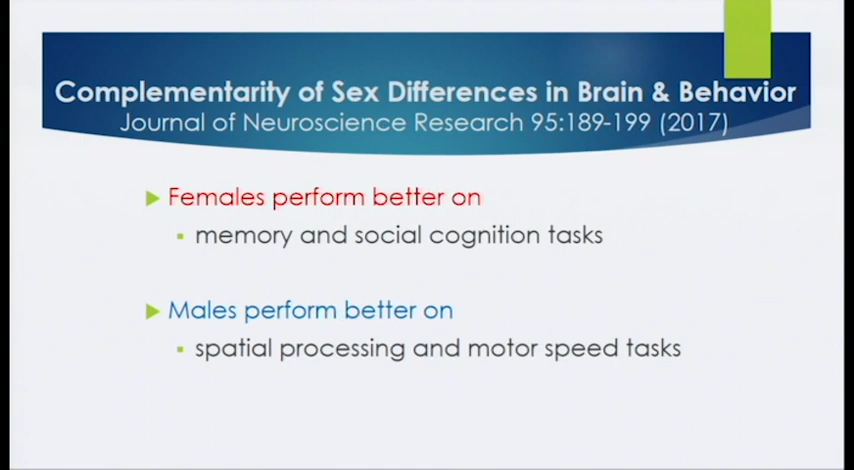 Complementarity of Sex Differences in Brain & Behavior
Journal of Neuroscience Research 95:189-199 (2017)
Females perform better on
memory and social cognition tasks
Males perform better on
spatial processing and motor speed tasks